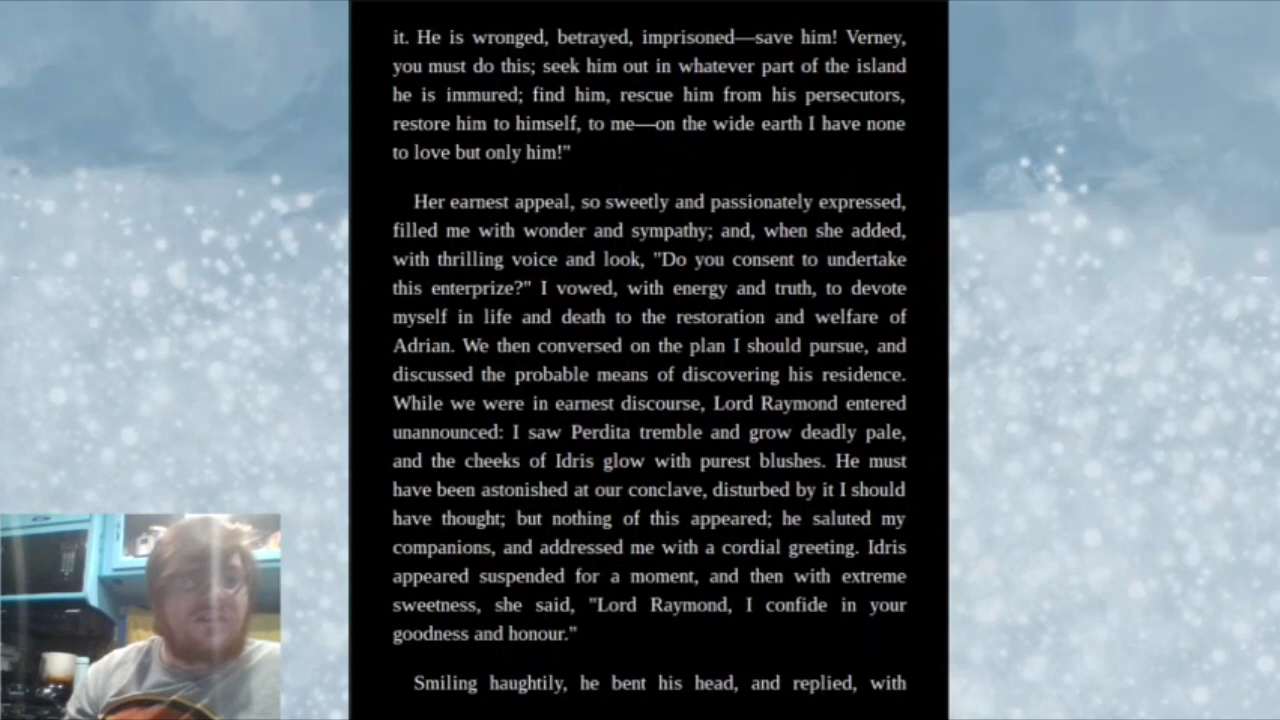 it. He is wronged, betrayed, imprisoned—save him! Verney,
you must do this; seek him out in whatever part of the island
he is immured; find him, rescue him from his persecutors,
restore him to himself, to me—on the wide earth I have none
to love but only him!"
Her earnest appeal, so sweetly and passionately expressed,
filled me with wonder and sympathy; and, when she added,
with thrilling voice and look, "Do you consent to undertake
this enterprize?" I vowed, with energy and truth, to devote
myself in life and death to the restoration and welfare of
Adrian. We then conversed on the plan I should pursue, and
discussed the probable means of discovering his residence.
While we were in earnest discourse, Lord Raymond entered
unannounced: I saw Perdita tremble and grow deadly pale,
and the cheeks of Idris glow with purest blushes. He must
have been astonished at our conclave, disturbed by it I should
have thought; but nothing of this appeared; he saluted my
companions, and addressed me with a cordial greeting. Idris
appeared suspended for a moment, and then with extreme
sweetness, she said, "Lord Raymond, I confide in your
goodness and honour."
Smiling haughtily, he bent his head, and replied, with